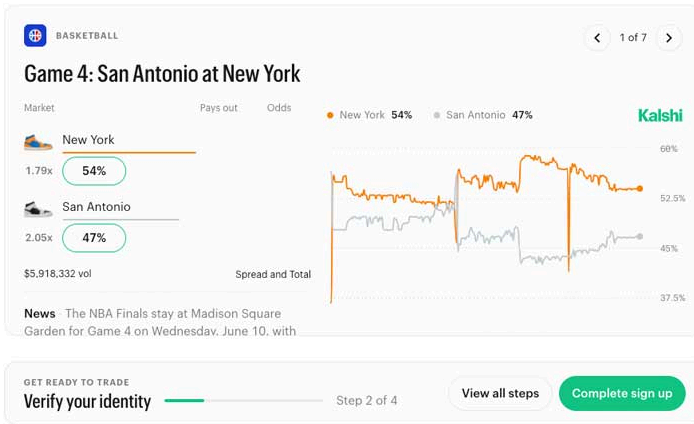 BASKETBALL
1 of 7
Game 4: San Antonio at New York
Market Pays out Odds
New York 54% San Antonio 47%
Kalshi
New York
1.79x 54%
San Antonio
2.05x 47%
$5,918,332 vol Spread and Total
60%
52.5%
45%
37.5%
News · The NBA Finals stay at Madison Square
Garden for Game 4 on Wednesday, June 10, with
GET READY TO TRADE
Verify your identity
Step 2 of 4
View all steps
Complete sign up